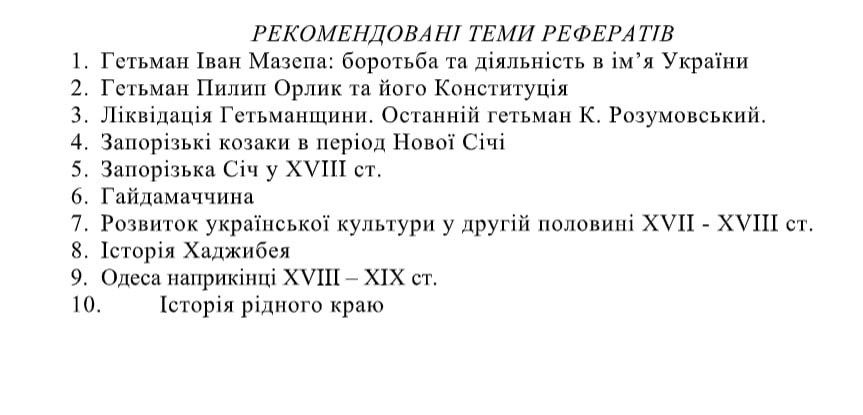 РЕКОМЕНДОВАНІ ТЕМИ РЕФЕРАТІВ
1. Гетьман Іван Мазепа: боротьба та діяльність в ім’я України
2. Гетьман Пилип Орлик та його Конституція
3. Ліквідація Гетьманщини. Останній гетьман К. Розумовський.
4. Запорізькі козаки в період Нової Січі
5. Запорізька Січ у XVIII ст.
6. Гайдамаччина
7. Розвиток української культури у другій половині XVII - XVIII ст.
8. Історія Хаджибея
9. Одеса наприкінці XVIII – XIX ст.
10. Історія рідного краю